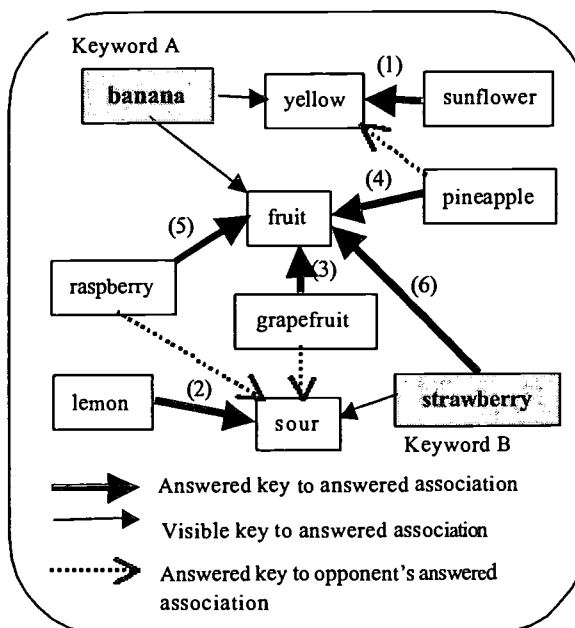 Keyword A
banana
yellow
(1)
sunflower
(4)
pineapple
fruit
(5)
(3)
(6)
raspberry
grapefruit
lemon
(2)
sour
strawberry
Keyword B
Answered key to answered association
Visible key to answered association
Answered key to opponent's answered
association